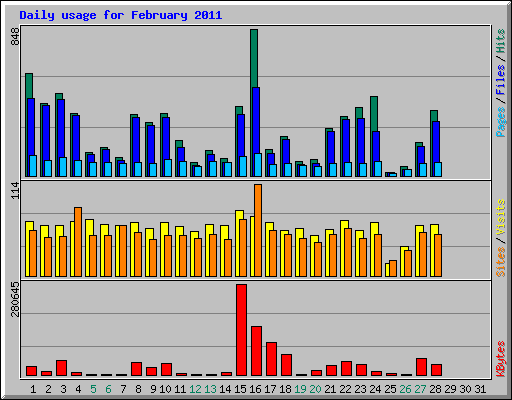 Daily usage for February 2011
848
Pages / Files / Hits
114
Sites / Visits
280645
KBytes
1 2 3 4 5 6 7 8 9 10 11 12 13 14 15 16 17 18 19 20 21 22 23 24 25 26 27 28 29 30 31